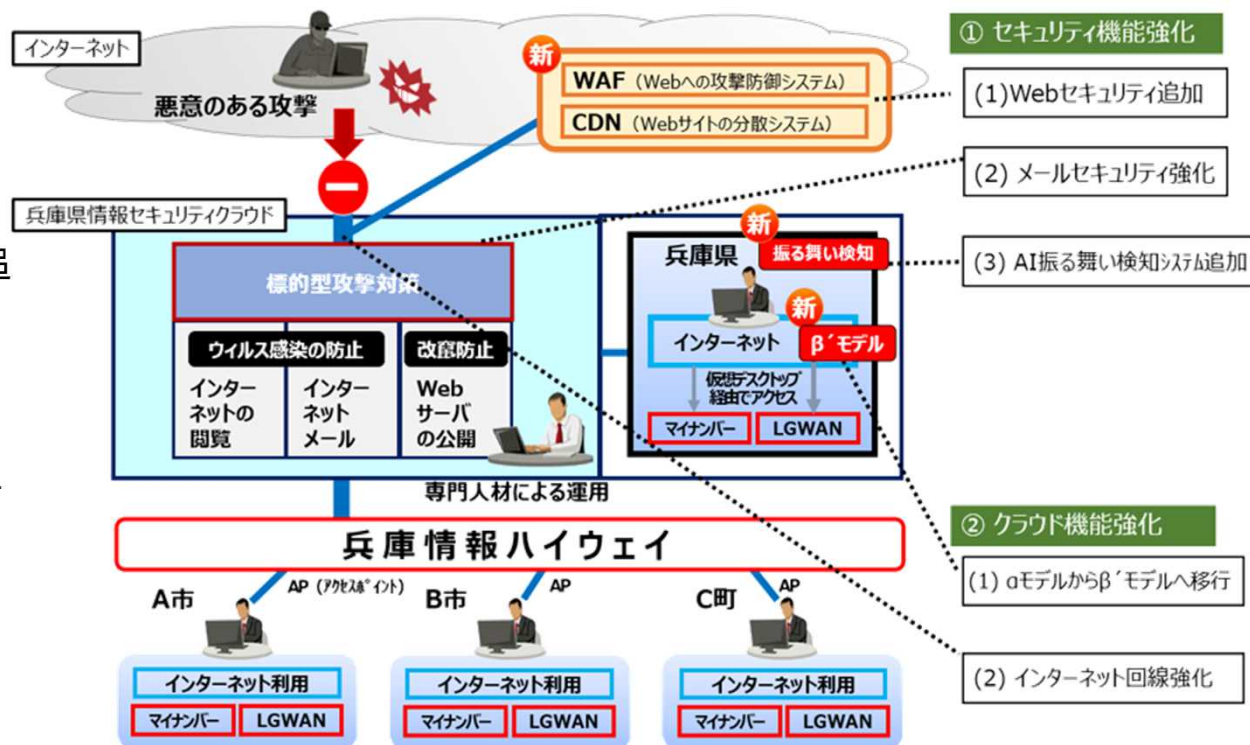 インターネット
悪意のある攻撃
新
WAF（Webへの攻撃防御システム）
CDN（Webサイトの分散システム）
① セキュリティ機能強化
(1)Webセキュリティ追加
(2) メールセキュリティ強化
(3) AI振る舞い検知ｼｽﾃﾑ追加
兵庫県情報セキュリティクラウド
標的型攻撃対策
ウィルス感染の防止
改竄防止
インター
ネットの
閲覧
インター
ネット
メール
Web
サーバ
の公開
専門人材による運用
兵庫県
新
振る舞い検知
新
インターネット
β´モデル
仮想デスクトップ
経由でアクセス
マイナンバー
LGWAN
② クラウド機能強化
(1) αモデルからβ´モデルへ移行
(2) インターネット回線強化
兵庫情報ハイウェイ
A市
AP（ｱｸｾｽﾎﾟｲﾝﾄ）
B市
AP
C町
AP
インターネット利用
マイナンバー
LGWAN
インターネット利用
マイナンバー
LGWAN
インターネット利用
マイナンバー
LGWAN